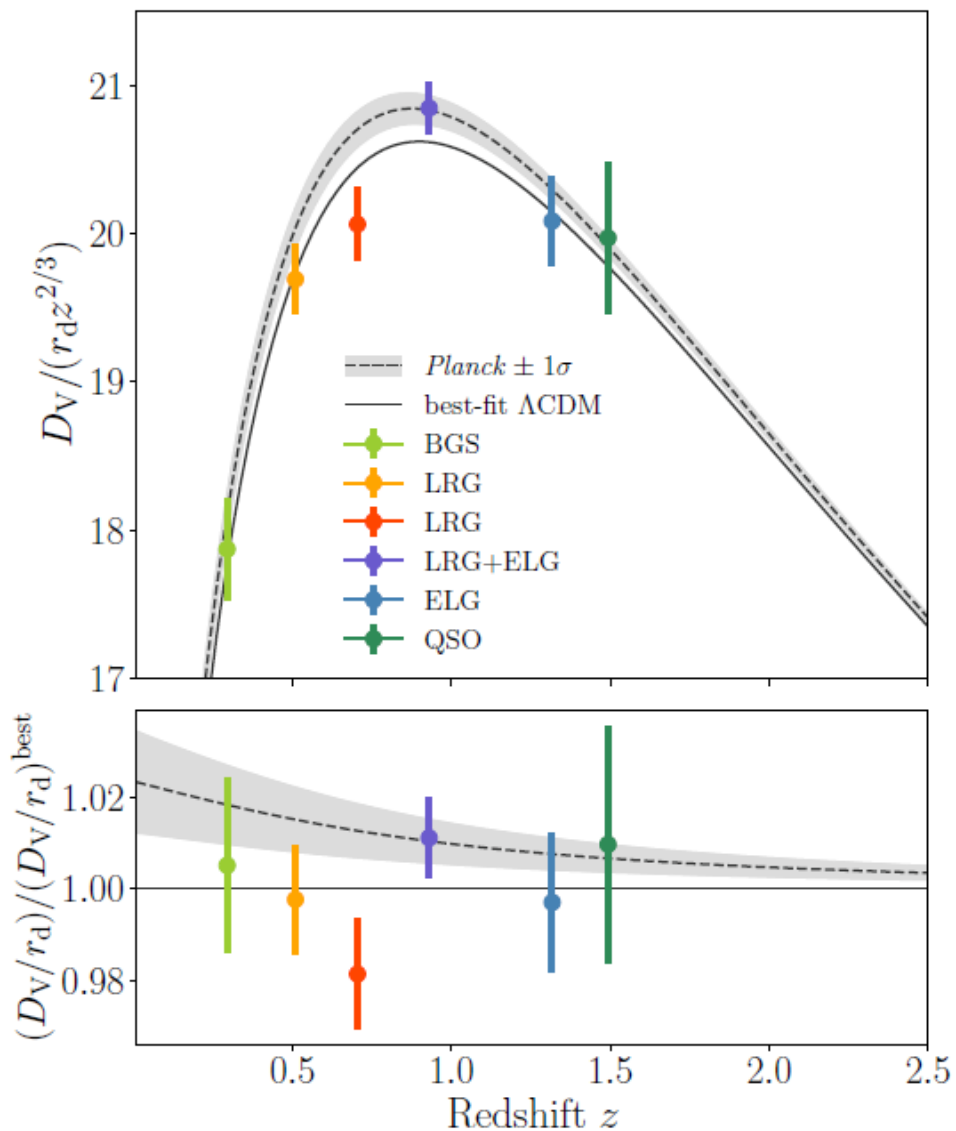 21
20
19
18
17
D_V/(r_d z^{2/3})
Planck ± 1σ
best-fit ΛCDM
BGS
LRG
LRG
LRG+ELG
ELG
QSO
1.02
1.00
0.98
(D_V/r_d)/(D_V/r_d)^{best}
0.5 1.0 1.5 2.0 2.5
Redshift z